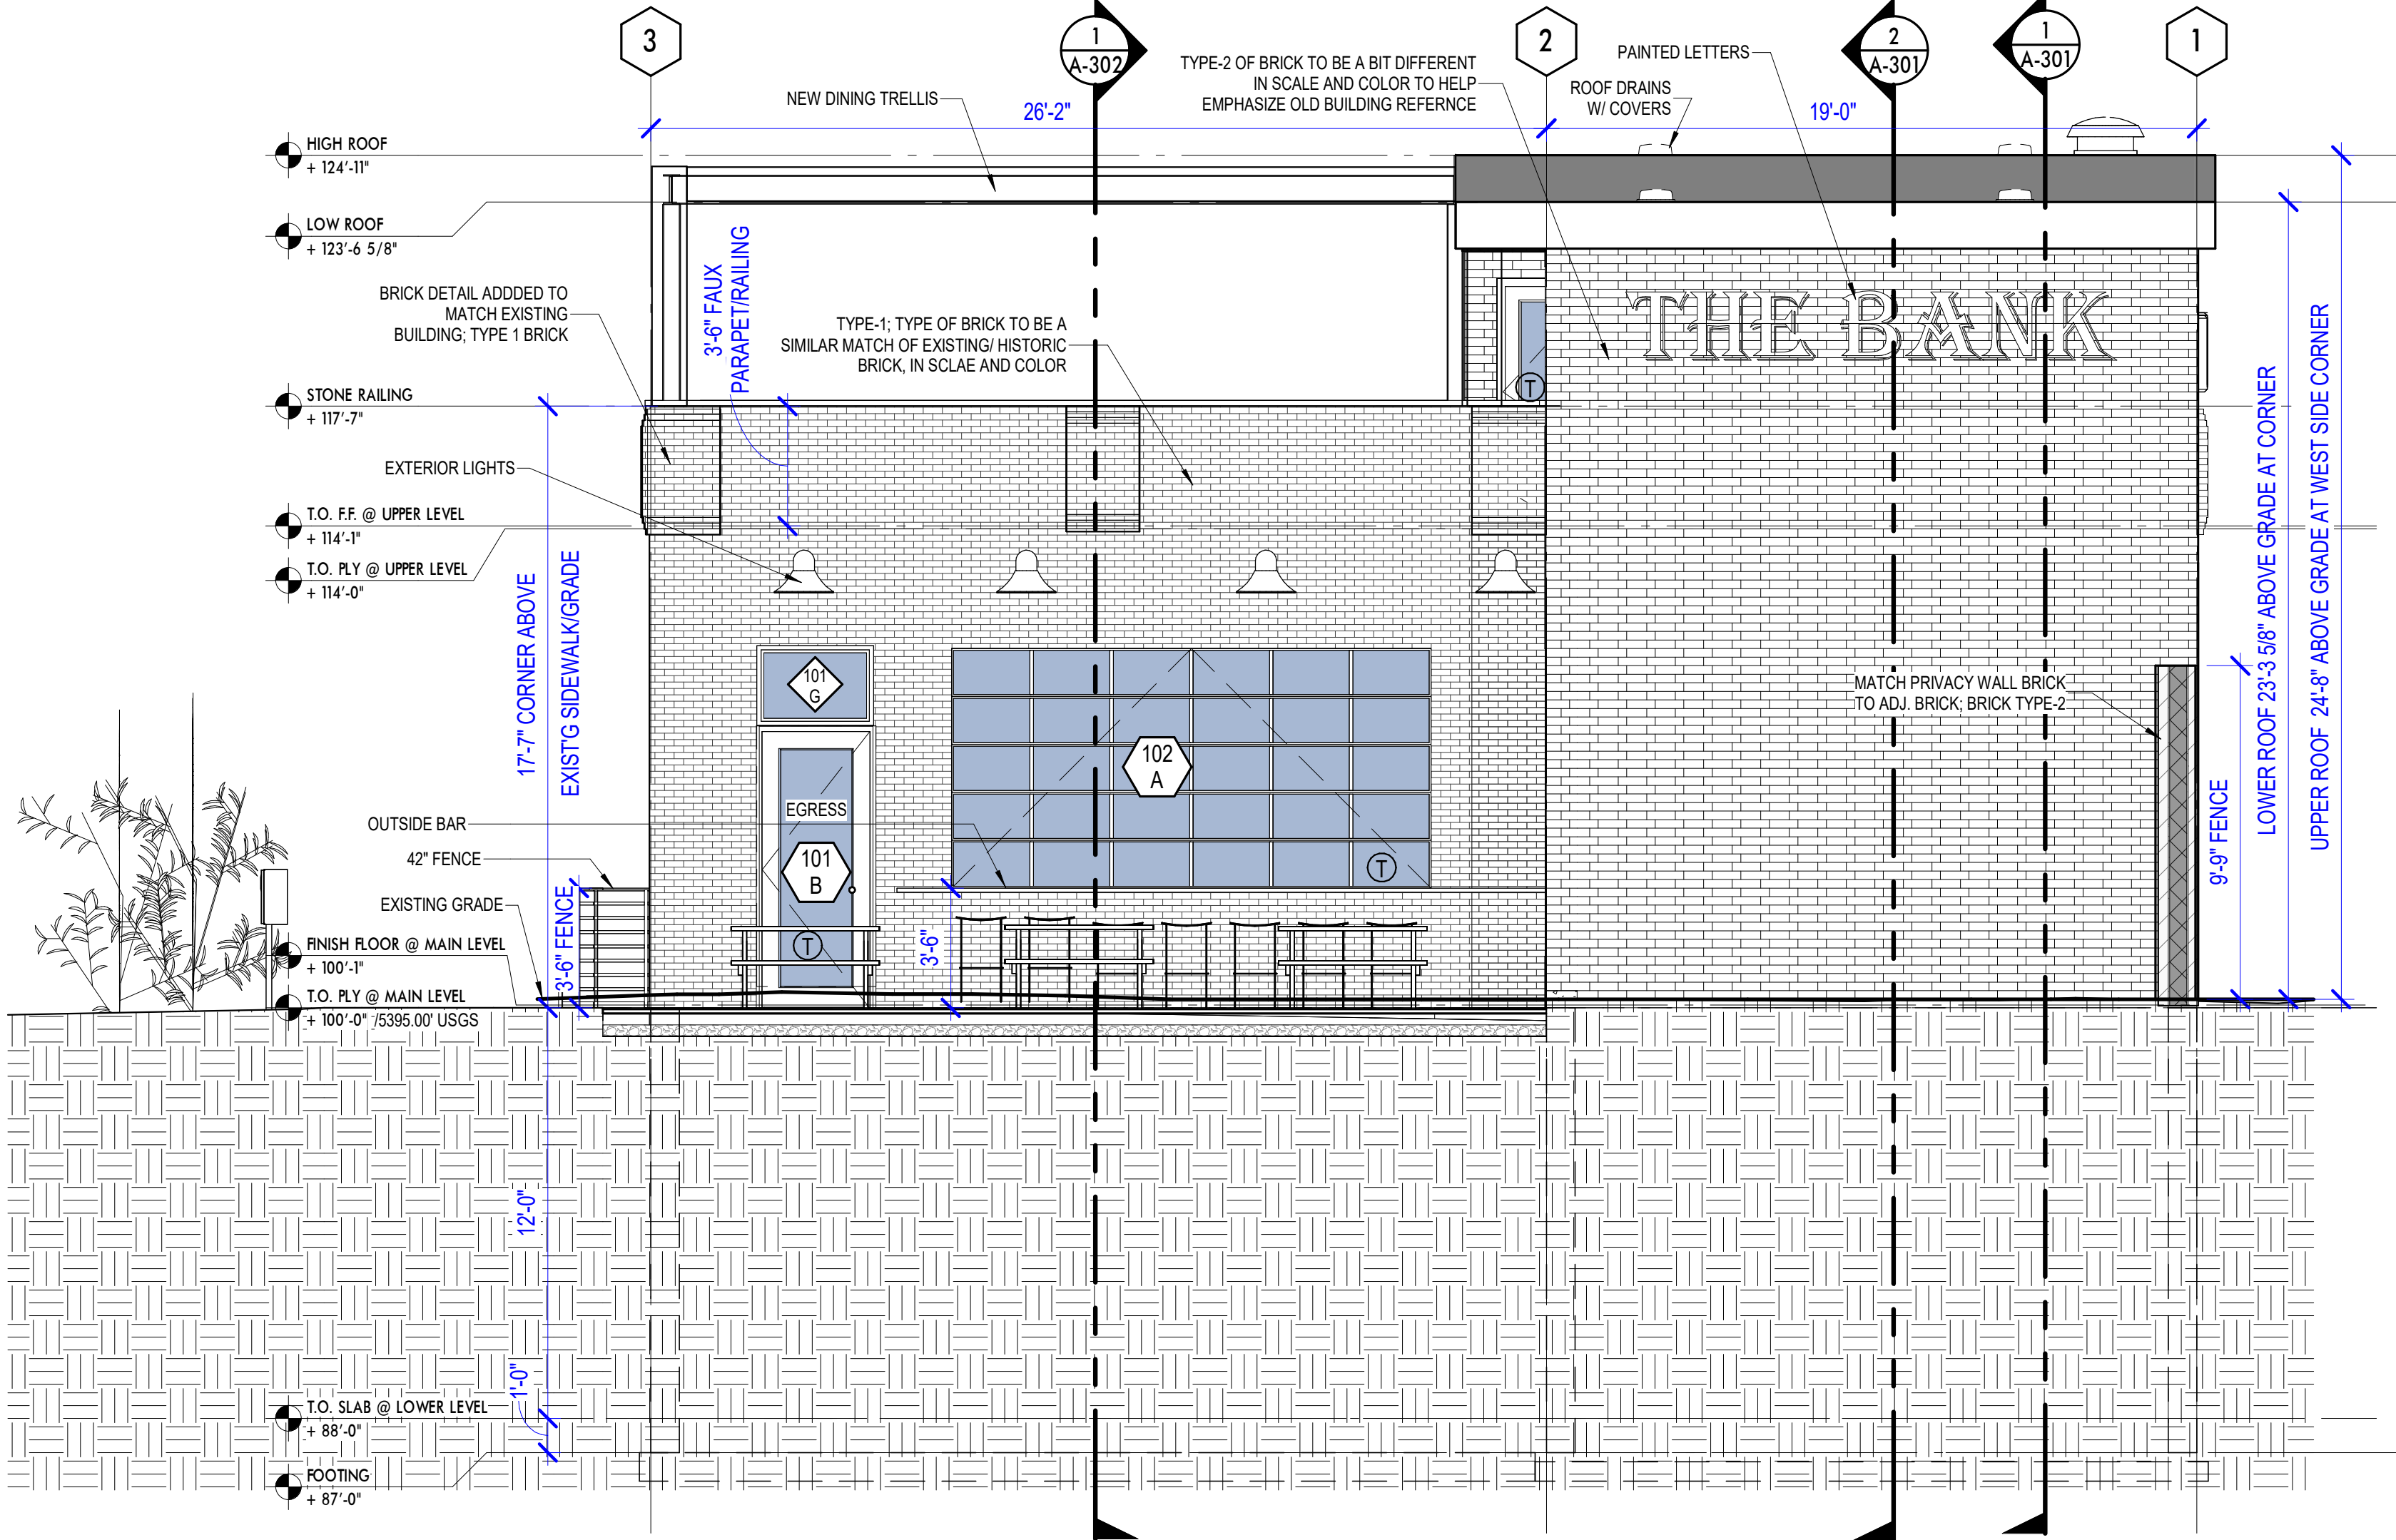 3
1
A-302
2
2
A-301
1
A-301
1
TYPE-2 OF BRICK TO BE A BIT DIFFERENT
IN SCALE AND COLOR TO HELP
EMPHASIZE OLD BUILDING REFERNCE
PAINTED LETTERS
ROOF DRAINS
W/ COVERS
NEW DINING TRELLIS
26'-2"
19'-0"
HIGH ROOF
+ 124'-11"
LOW ROOF
+ 123'-6 5/8"
BRICK DETAIL ADDDED TO
MATCH EXISTING
BUILDING; TYPE 1 BRICK
3'-6" FAUX
PARAPET/RAILING
TYPE-1; TYPE OF BRICK TO BE A
SIMILAR MATCH OF EXISTING/ HISTORIC
BRICK, IN SCLAE AND COLOR
THE BANK
T
STONE RAILING
+ 117'-7"
EXTERIOR LIGHTS
T.O. F.F. @ UPPER LEVEL
+ 114'-1"
T.O. PLY @ UPPER LEVEL
+ 114'-0"
17'-7" CORNER ABOVE
EXIST'G SIDEWALK/GRADE
LOWER ROOF 23'-3 5/8" ABOVE GRADE AT CORNER
UPPER ROOF 24'-8" ABOVE GRADE AT WEST SIDE CORNER
101
G
MATCH PRIVACY WALL BRICK
TO ADJ. BRICK; BRICK TYPE-2
102
A
EGRESS
OUTSIDE BAR
42" FENCE
101
B
T
T
9'-9" FENCE
EXISTING GRADE
3'-6" FENCE
3'-6"
FINISH FLOOR @ MAIN LEVEL
+ 100'-1"
T.O. PLY @ MAIN LEVEL
+ 100'-0" /5395.00' USGS
12'-0"
1'-0"
T.O. SLAB @ LOWER LEVEL
+ 88'-0"
FOOTING
+ 87'-0"